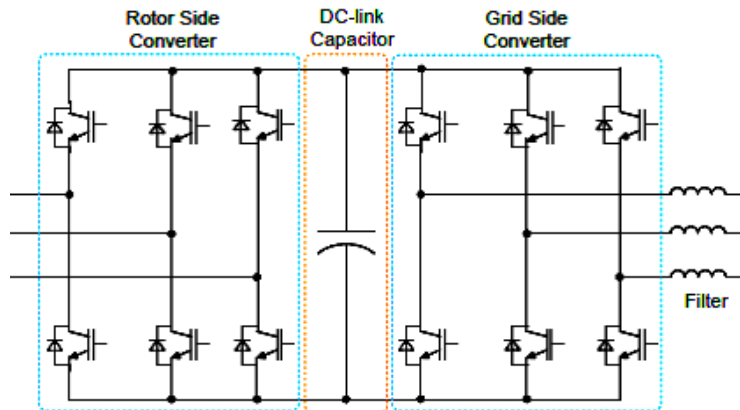 Rotor Side
Converter
DC-link
Capacitor
Grid Side
Converter
Filter